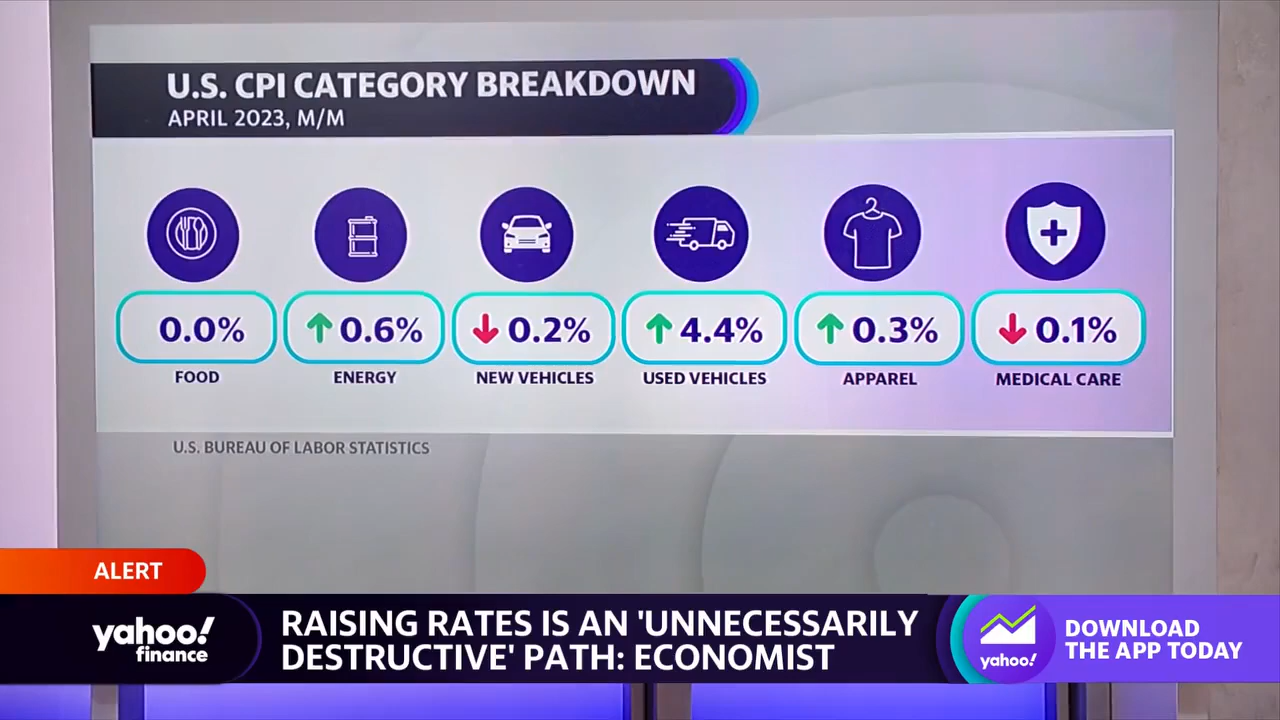 U.S. CPI CATEGORY BREAKDOWN
APRIL 2023, M/M
0.0%
0.6%
0.2%
4.4%
0.3%
0.1%
FOOD
ENERGY
NEW VEHICLES
USED VEHICLES
APPAREL
MEDICAL CARE
U.S. BUREAU OF LABOR STATISTICS
ALERT
yahoo!
finance
RAISING RATES IS AN 'UNNECESSARILY
DESTRUCTIVE' PATH: ECONOMIST
yahoo!
DOWNLOAD
THE APP TODAY